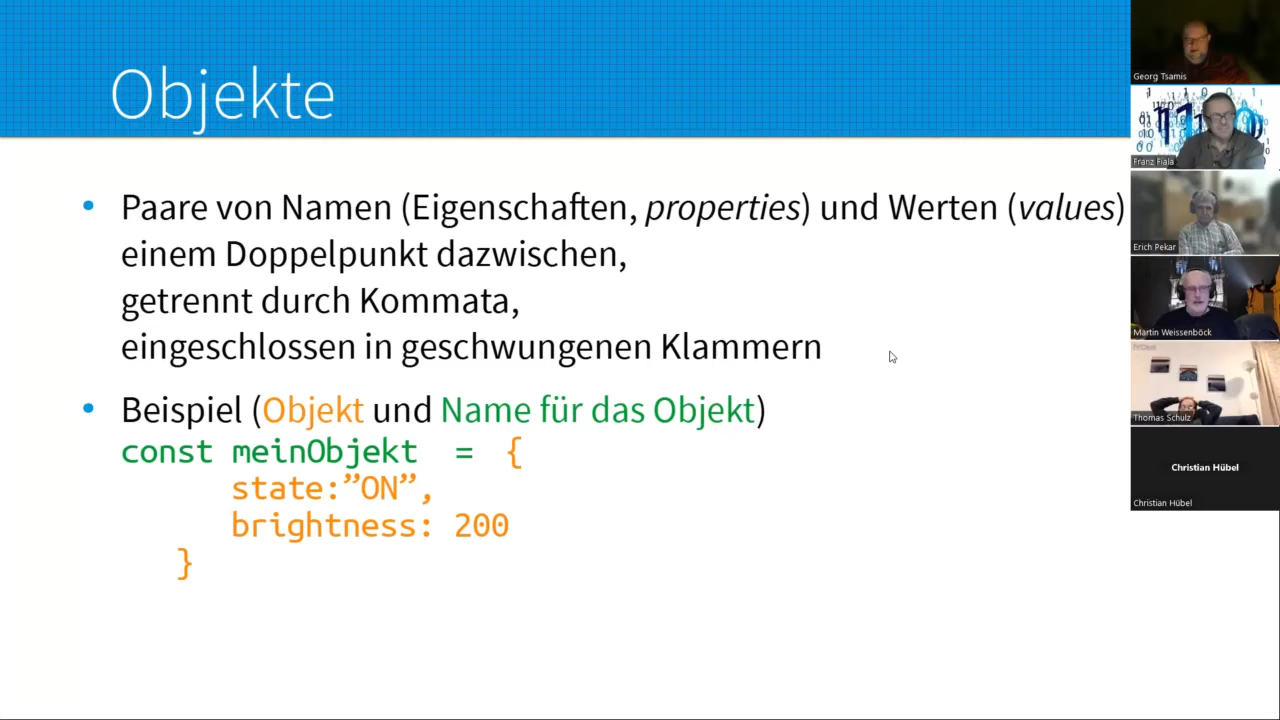 Objekte
Paare von Namen (Eigenschaften, properties) und Werten (values)
einem Doppelpunkt dazwischen,
getrennt durch Kommata,
eingeschlossen in geschwungenen Klammern
Beispiel (Objekt und Name für das Objekt)
const meinObjekt = {
state:”ON”,
brightness: 200
}
Georg Tsamis
Franz Fiala
Erich Pekar
Martin Weissenböck
Thomas Schulz
Christian Hübel
Christian Hübel